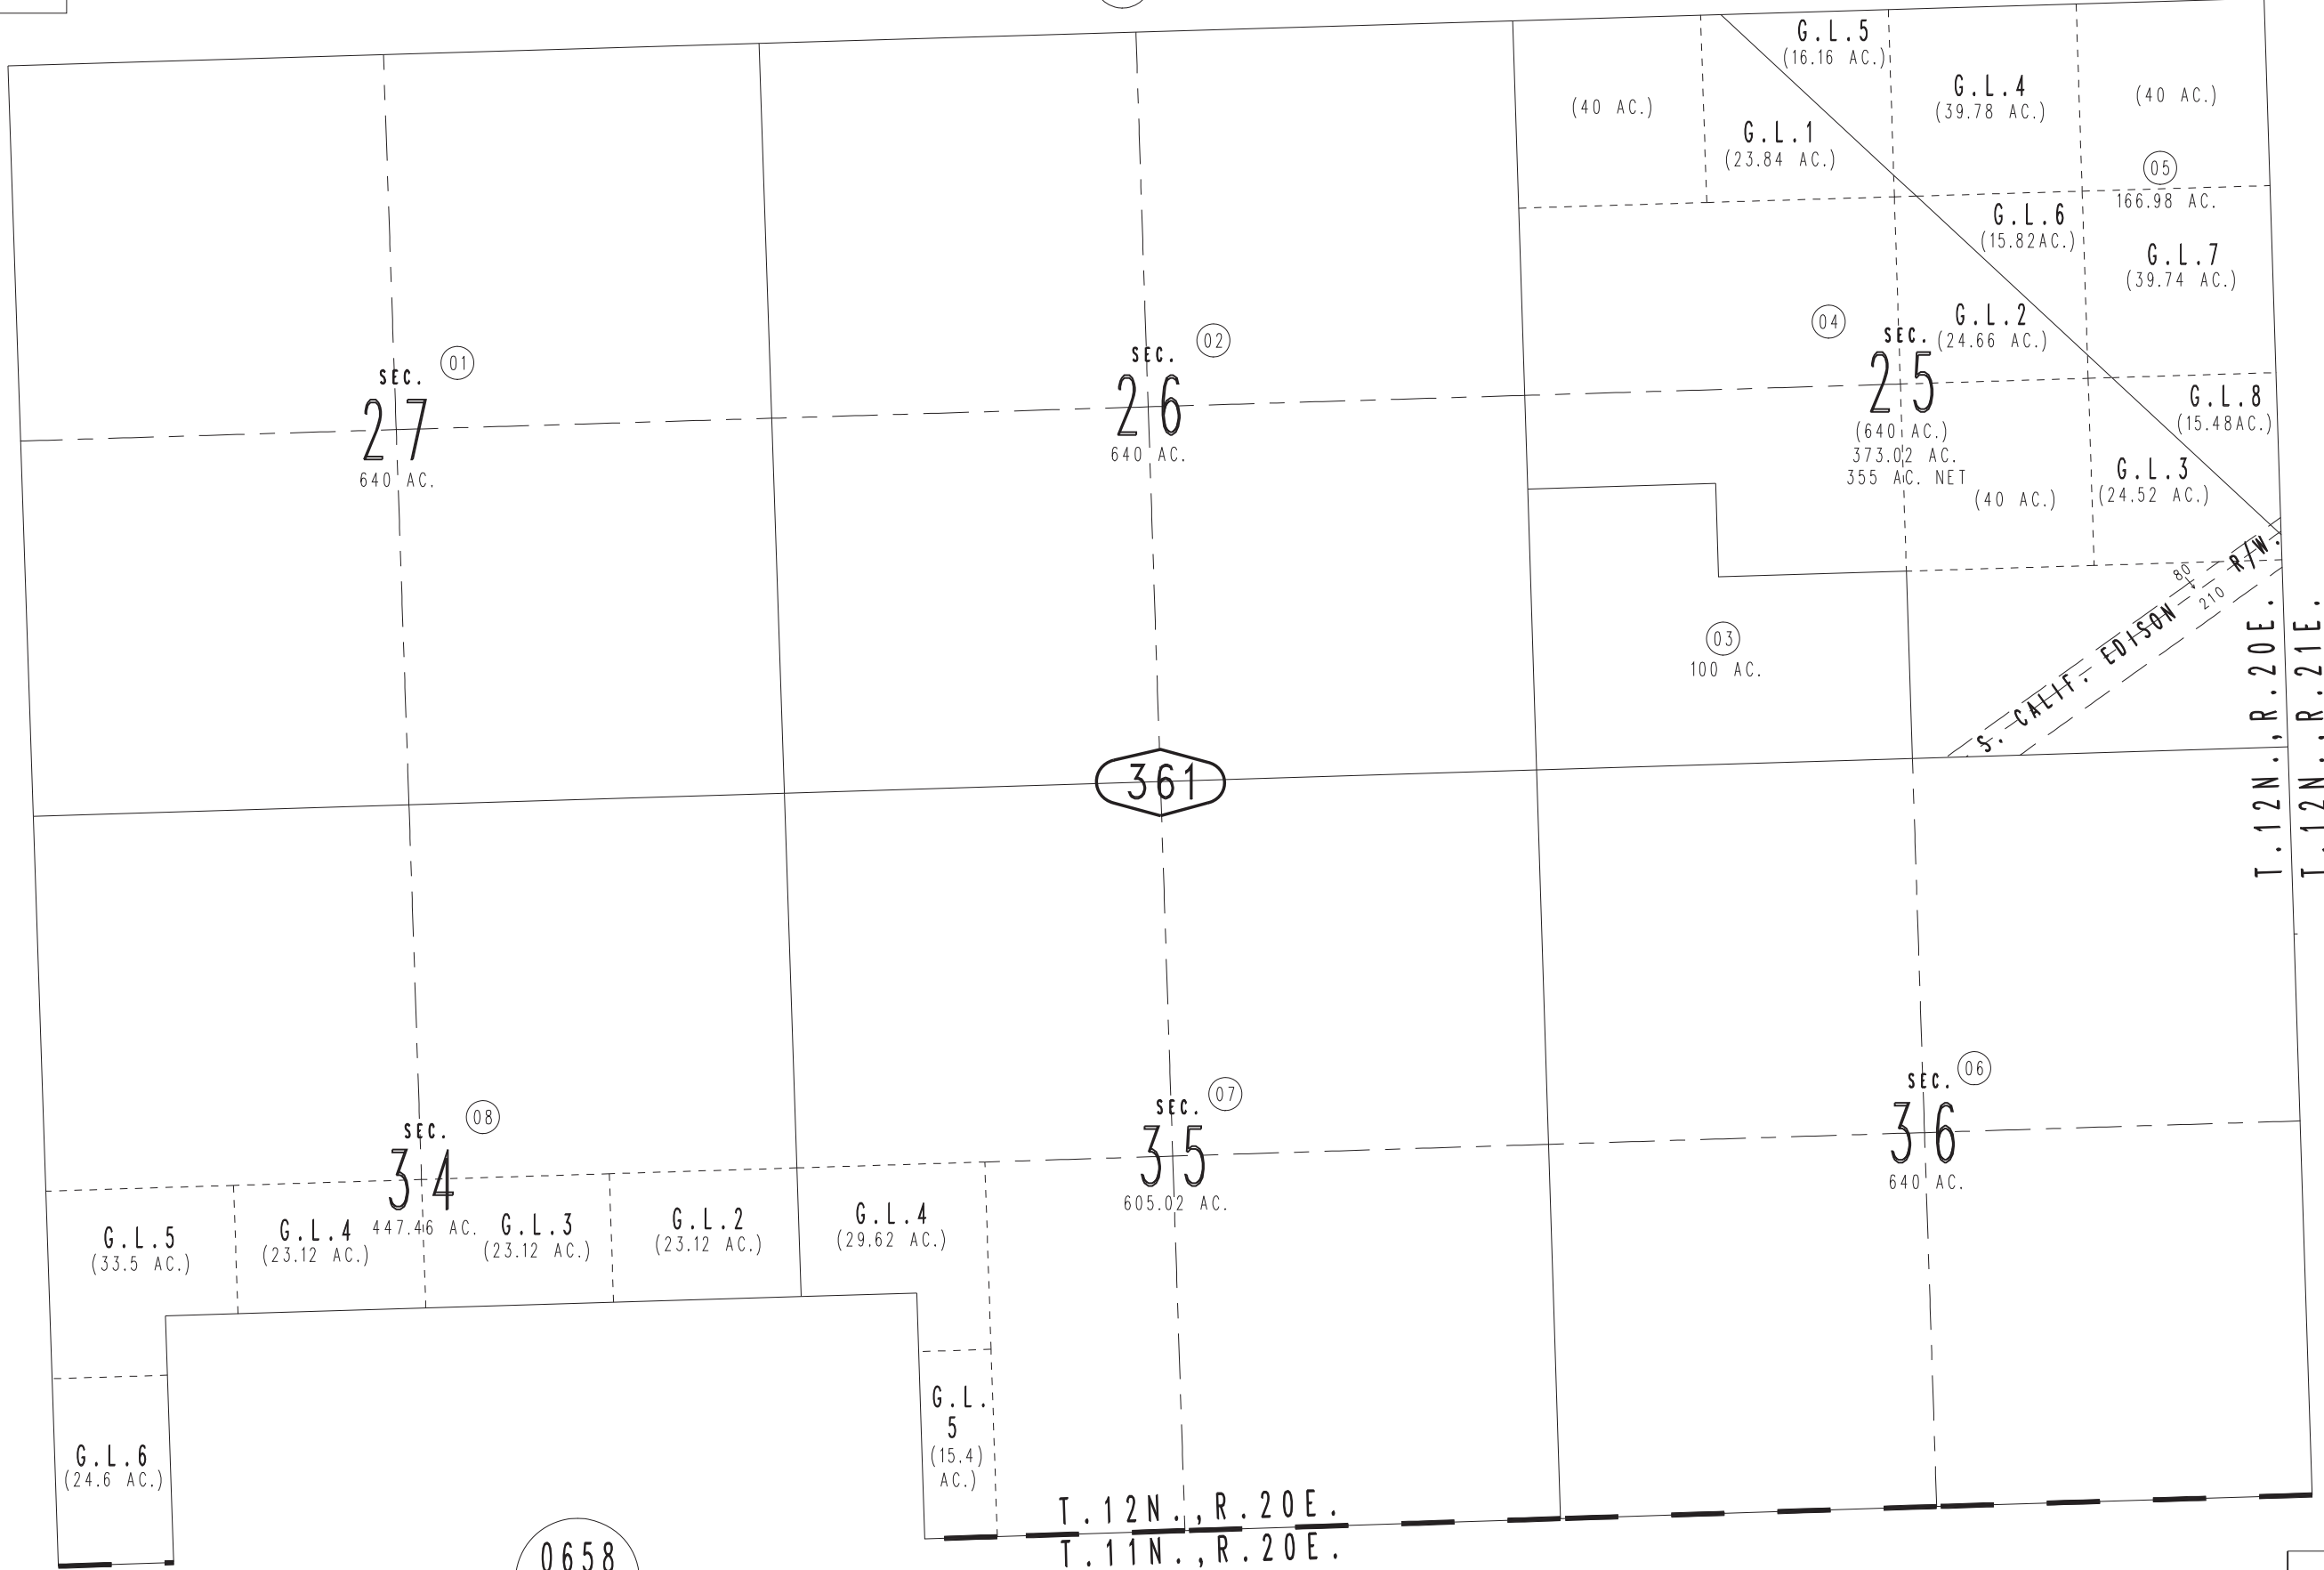 G.L.5
(16.16 AC.)
G.L.4
(39.78 AC.)
(40 AC.)
(40 AC.)
G.L.1
(23.84 AC.)
05
166.98 AC.
G.L.6
(15.82AC.)
G.L.7
(39.74 AC.)
01
SEC.
27
640 AC.
02
SEC.
26
640 AC.
04
G.L.2
(24.66 AC.)
SEC.
25
(640 AC.)
373.02 AC.
355 AC. NET
G.L.8
(15.48AC.)
(40 AC.)
G.L.3
(24.52 AC.)
03
100 AC.
S. CALIF. EDISON R/W.
80
210
T.12N.,R.20E.
T.12N.,R.21E.
361
08
SEC.
34
447.46 AC.
07
SEC.
35
605.02 AC.
06
SEC.
36
640 AC.
G.L.5
(33.5 AC.)
G.L.4
(23.12 AC.)
G.L.3
(23.12 AC.)
G.L.2
(23.12 AC.)
G.L.4
(29.62 AC.)
G.L.
5
(15.4)
AC.)
G.L.6
(24.6 AC.)
T.12N.,R.20E.
T.11N.,R.20E.
0658